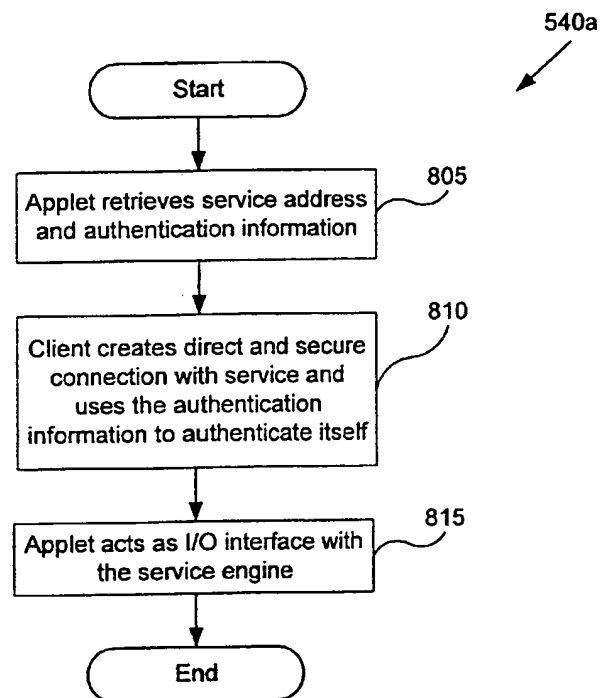 540a
Start
805
Applet retrieves service address
and authentication information
810
Client creates direct and secure
connection with service and
uses the authentication
information to authenticate itself
815
Applet acts as I/O interface with
the service engine
End